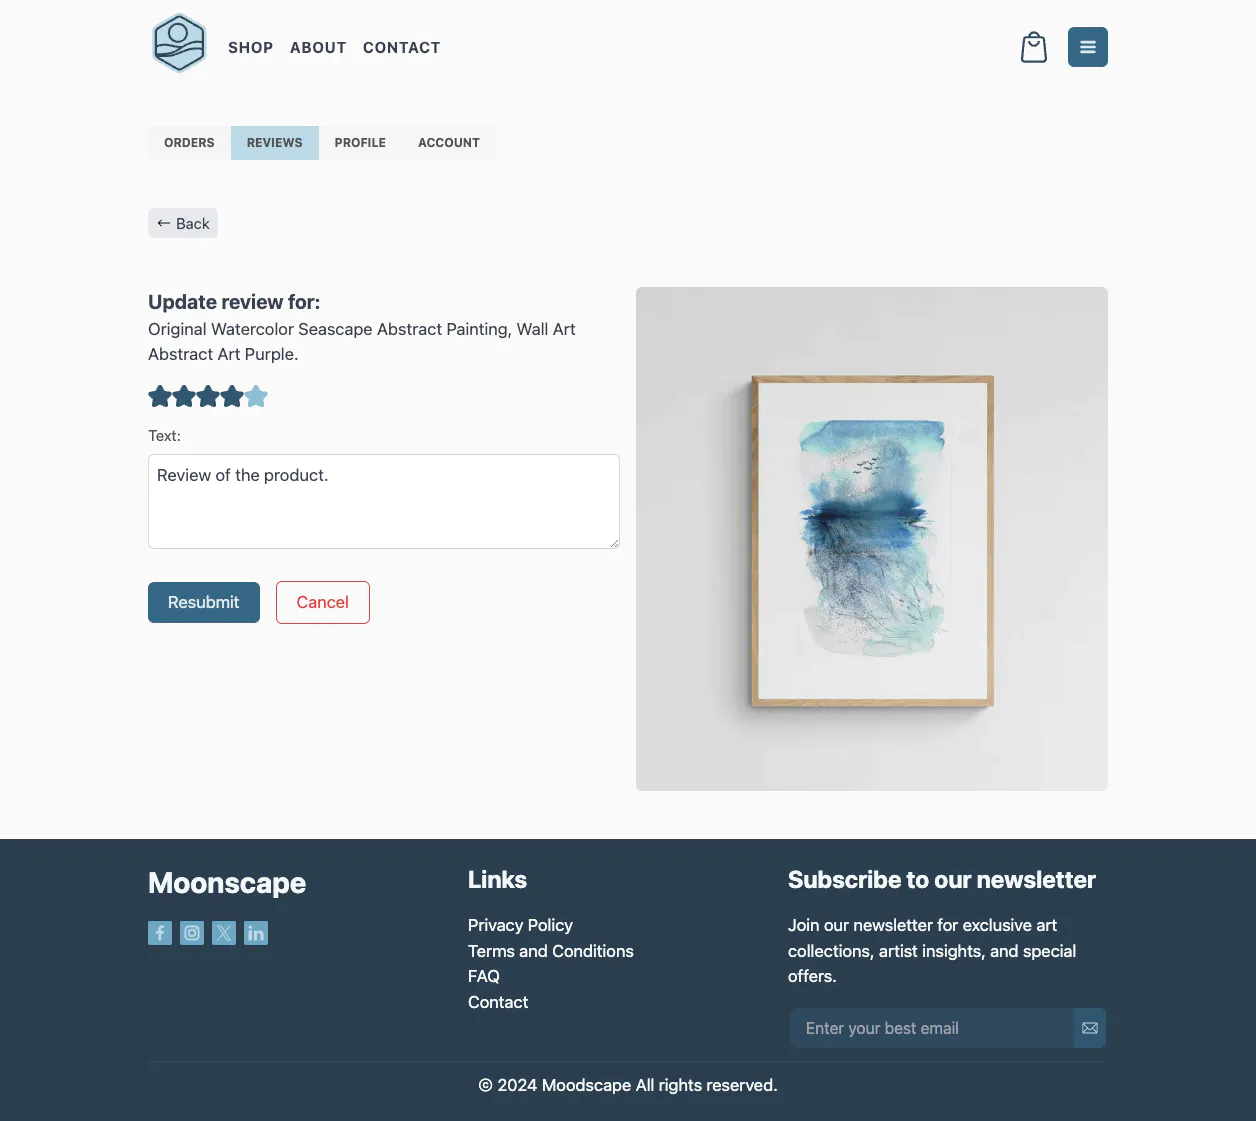 SHOP ABOUT CONTACT
ORDERS REVIEWS PROFILE ACCOUNT
← Back
Update review for:
Original Watercolor Seascape Abstract Painting, Wall Art
Abstract Art Purple.
Text:
Review of the product.
Resubmit Cancel
Moonscape
Links
Privacy Policy
Terms and Conditions
FAQ
Contact
Subscribe to our newsletter
Join our newsletter for exclusive art
collections, artist insights, and special
offers.
Enter your best email
© 2024 Moodscape All rights reserved.